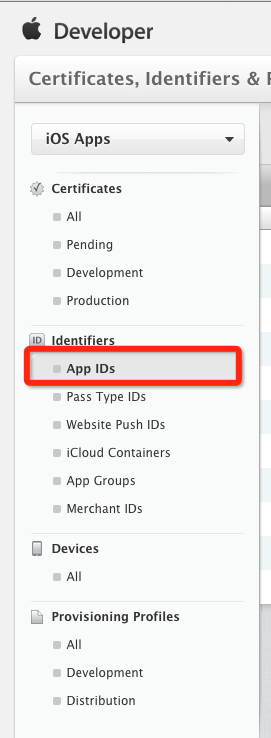 Developer
Certificates, Identifiers &
iOS Apps
Certificates
All
Pending
Development
Production
ID Identifiers
App IDs
Pass Type IDs
Website Push IDs
iCloud Containers
App Groups
Merchant IDs
Devices
All
Provisioning Profiles
All
Development
Distribution